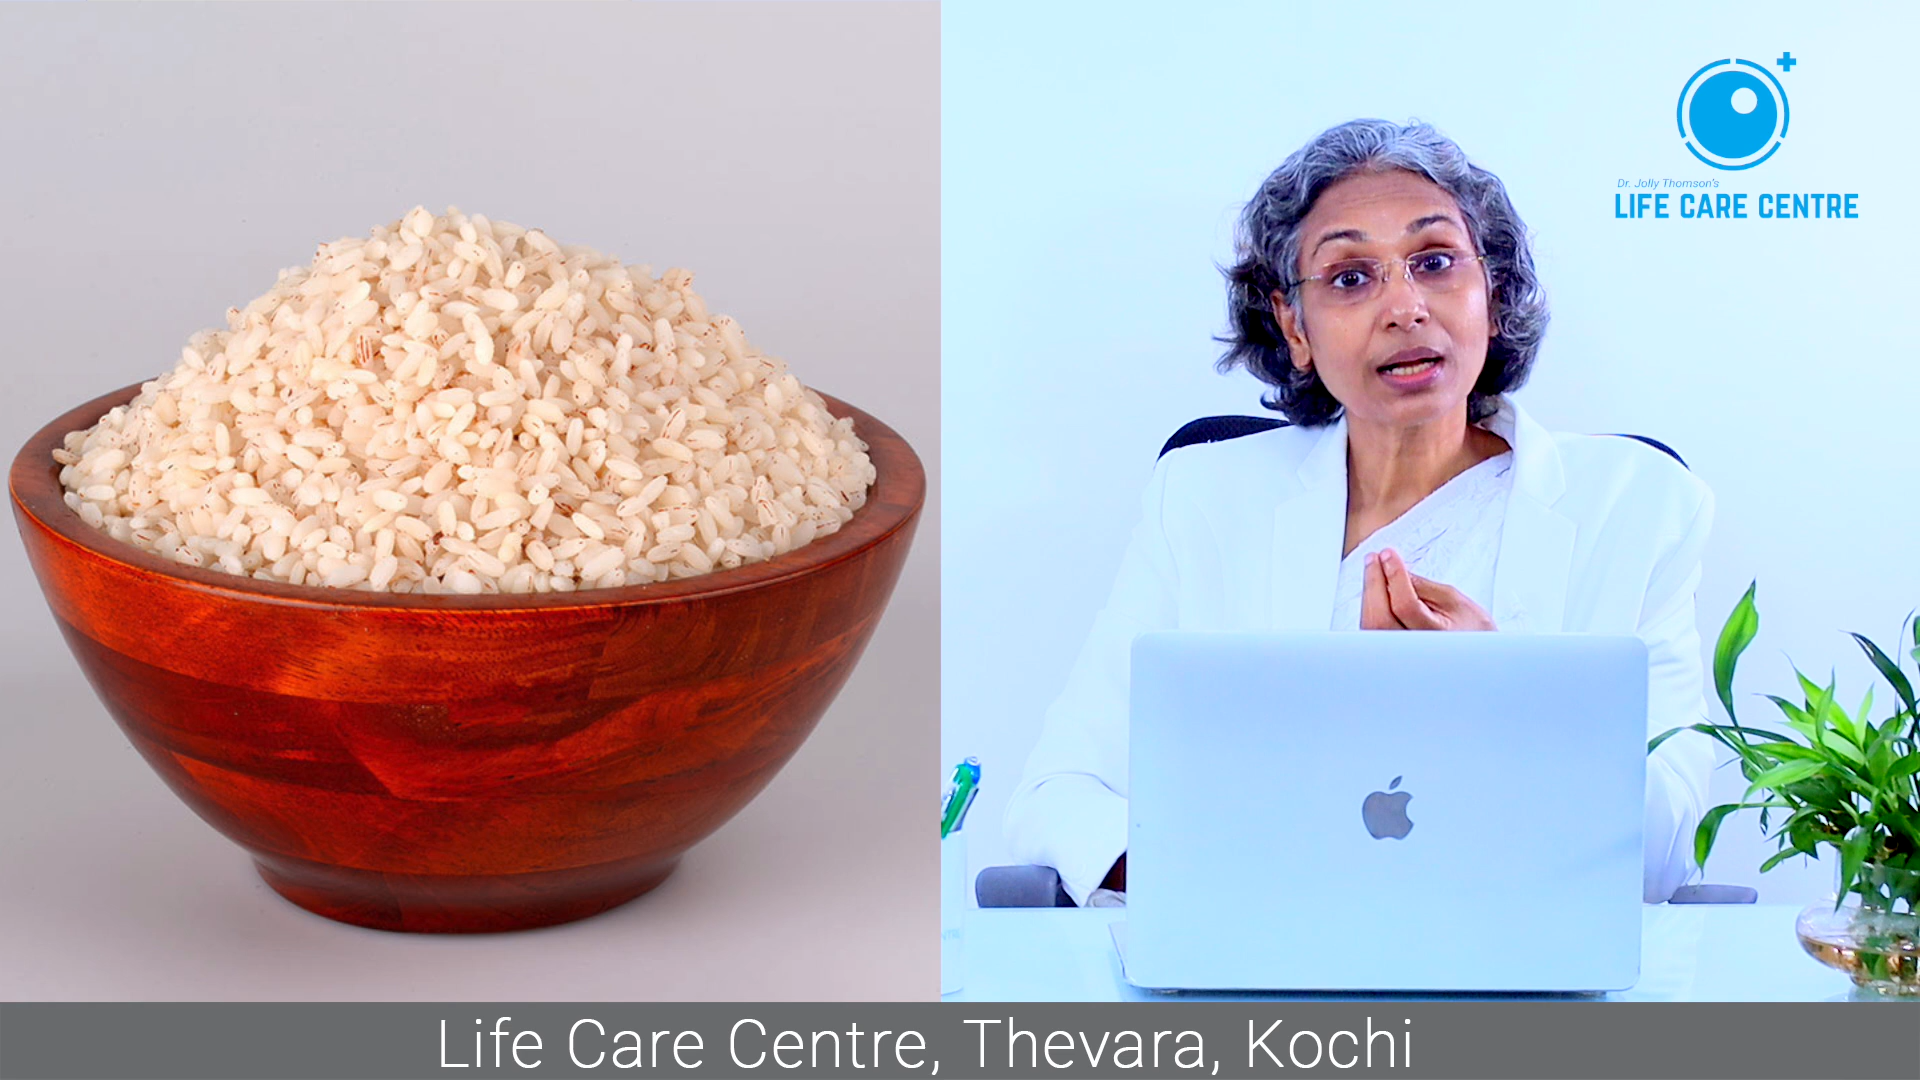 Dr. Jolly Thomson's
LIFE CARE CENTRE
Life Care Centre, Thevara, Kochi